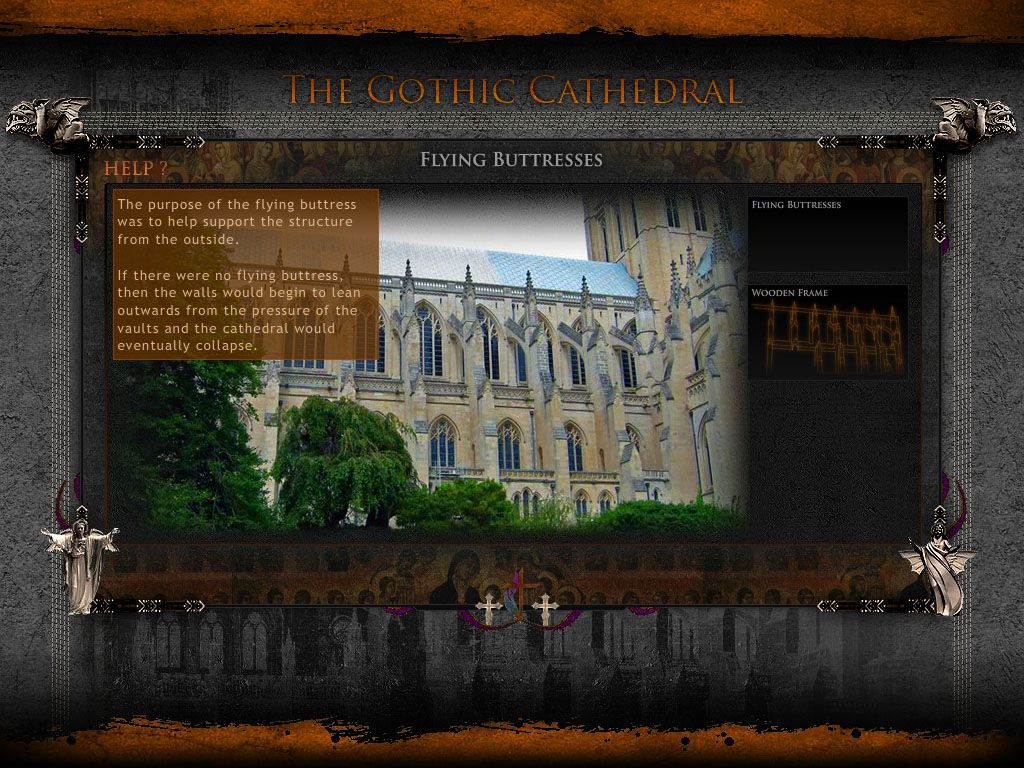 The Gothic Cathedral
HELP ?
Flying Buttresses
The purpose of the flying buttress
was to help support the structure
from the outside.
If there were no flying buttress,
then the walls would begin to lean
outwards from the pressure of the
vaults and the cathedral would
eventually collapse.
Flying Buttresses
Wooden Frame